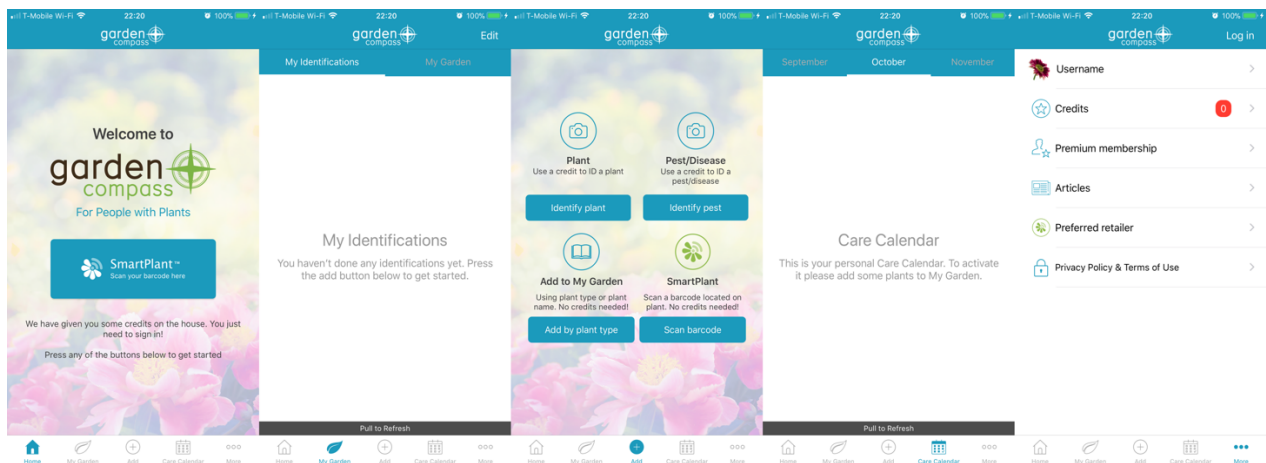 T-Mobile Wi-Fi 22:20 100%
garden
compass
Welcome to
garden
compass
For People with Plants
SmartPlant™
Scan your barcode here
We have given you some credits on the house. You just
need to sign in!
Press any of the buttons below to get started
Home My Garden Add Care Calendar More
T-Mobile Wi-Fi 22:20 100%
garden
compass
Edit
My Identifications My Garden
My Identifications
You haven't done any identifications yet. Press
the add button below to get started.
Pull to Refresh
Home My Garden Add Care Calendar More
T-Mobile Wi-Fi 22:20 100%
garden
compass
Plant
Use a credit to ID a plant
Identify plant
Pest/Disease
Use a credit to ID a
pest/disease
Identify pest
Add to My Garden
Using plant type or plant
name. No credits needed!
Add by plant type
SmartPlant
Scan a barcode located on
plant. No credits needed!
Scan barcode
Home My Garden Add Care Calendar More
T-Mobile Wi-Fi 22:20 100%
garden
compass
September October November
Care Calendar
This is your personal Care Calendar. To activate
it please add some plants to My Garden.
Pull to Refresh
Home My Garden Add Care Calendar More
T-Mobile Wi-Fi 22:20 100%
garden
compass
Log in
Username
Credits 0
Premium membership
Articles
Preferred retailer
Privacy Policy & Terms of Use
Home My Garden Add Care Calendar More